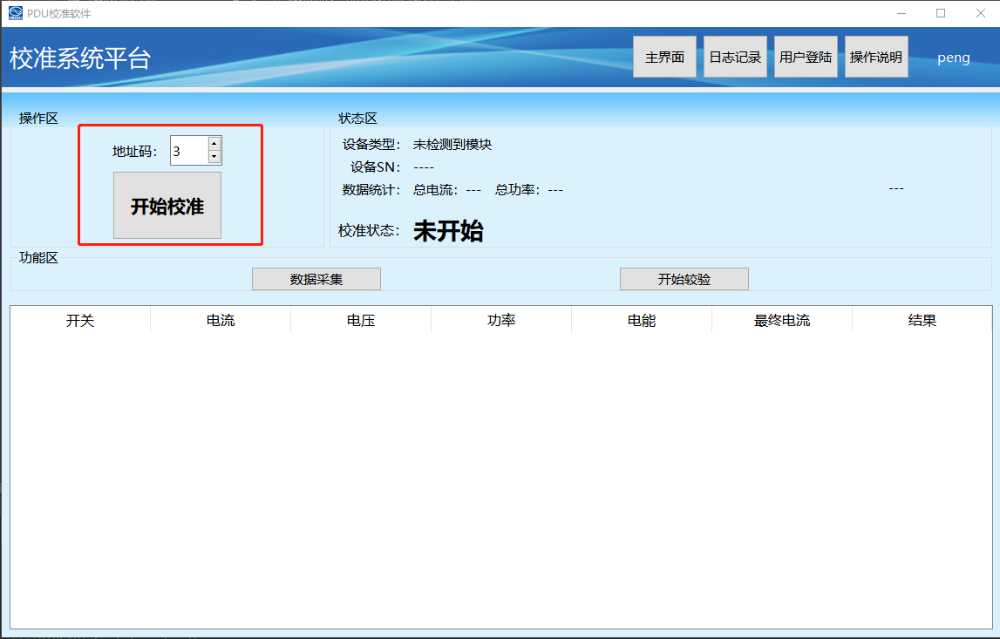 PDU校准软件
校准系统平台
主界面 日志记录 用户登陆 操作说明 peng
操作区
地址码： 3
开始校准
状态区
设备类型： 未检测到模块
设备SN： ----
数据统计： 总电流：--- 总功率：--- ---
校准状态： 未开始
功能区
数据采集 开始较验
开关 电流 电压 功率 电能 最终电流 结果